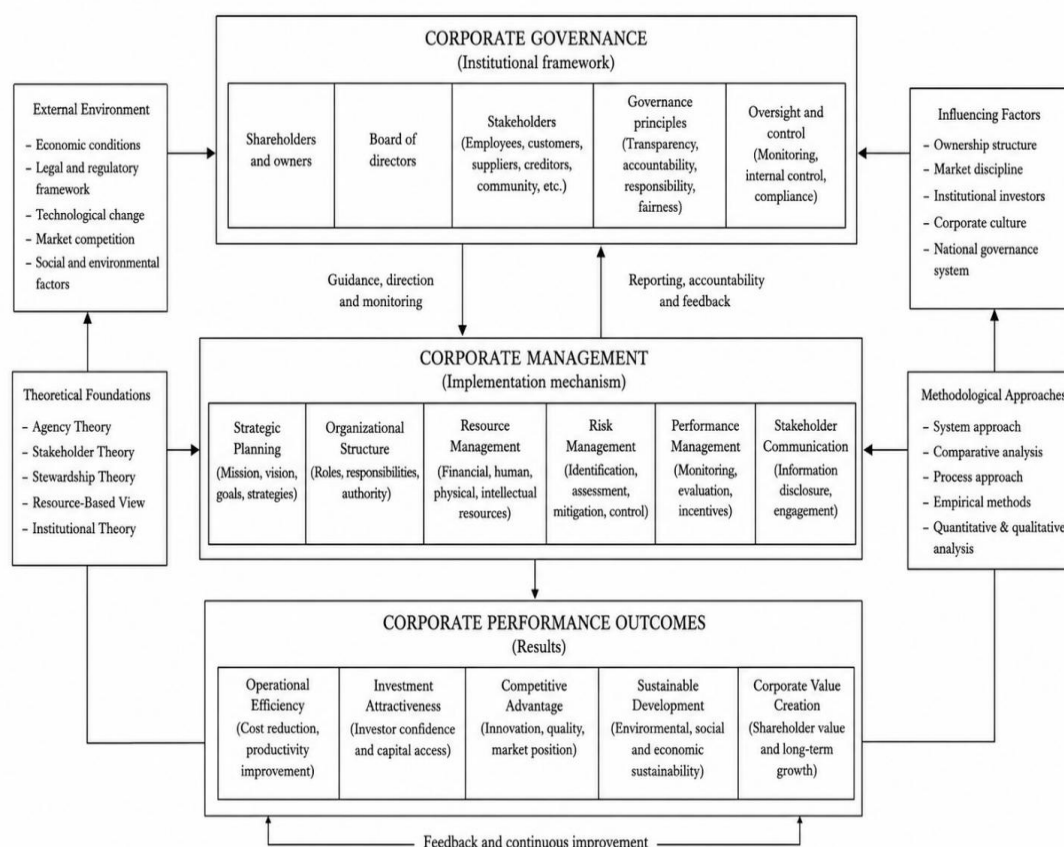 CORPORATE GOVERNANCE
(Institutional framework)
Shareholders
and owners
Board of
directors
Stakeholders
(Employees, customers,
suppliers, creditors,
community, etc.)
Governance
principles
(Transparency,
accountability,
responsibility,
fairness)
Oversight and
control
(Monitoring,
internal control,
compliance)
External Environment
– Economic conditions
– Legal and regulatory
framework
– Technological change
– Market competition
– Social and environmental
factors
Influencing Factors
– Ownership structure
– Market discipline
– Institutional investors
– Corporate culture
– National governance
system
Guidance, direction
and monitoring
Reporting, accountability
and feedback
CORPORATE MANAGEMENT
(Implementation mechanism)
Strategic
Planning
(Mission, vision,
goals, strategies)
Organizational
Structure
(Roles, responsibilities,
authority)
Resource
Management
(Financial, human,
physical, intellectual
resources)
Risk
Management
(Identification,
assessment,
mitigation, control)
Performance
Management
(Monitoring,
evaluation,
incentives)
Stakeholder
Communication
(Information
disclosure,
engagement)
Theoretical Foundations
– Agency Theory
– Stakeholder Theory
– Stewardship Theory
– Resource-Based View
– Institutional Theory
Methodological Approaches
– System approach
– Comparative analysis
– Process approach
– Empirical methods
– Quantitative & qualitative
analysis
CORPORATE PERFORMANCE OUTCOMES
(Results)
Operational
Efficiency
(Cost reduction,
productivity
improvement)
Investment
Attractiveness
(Investor confidence
and capital access)
Competitive
Advantage
(Innovation, quality,
market position)
Sustainable
Development
(Envirormental, social
and economic
sustainability)
Corporate Value
Creation
(Shareholder value
and long-term
growth)
Feedback and continuous improvement